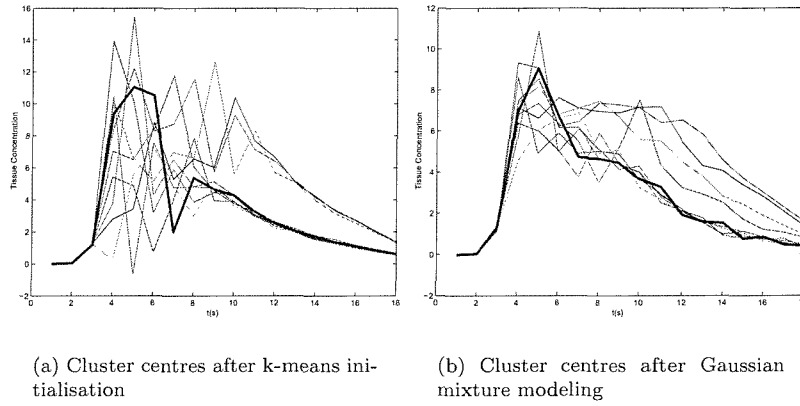 16
14
12
10
8
6
4
2
0
−2
Tissue Concentration
0 2 4 6 8 10 12 14 16 18
t(s)
12
10
8
6
4
2
0
−2
Tissue Concentration
0 2 4 6 8 10 12 14 16 18
t(s)
(a) Cluster centres after k-means ini-
tialisation
(b) Cluster centres after Gaussian
mixture modeling